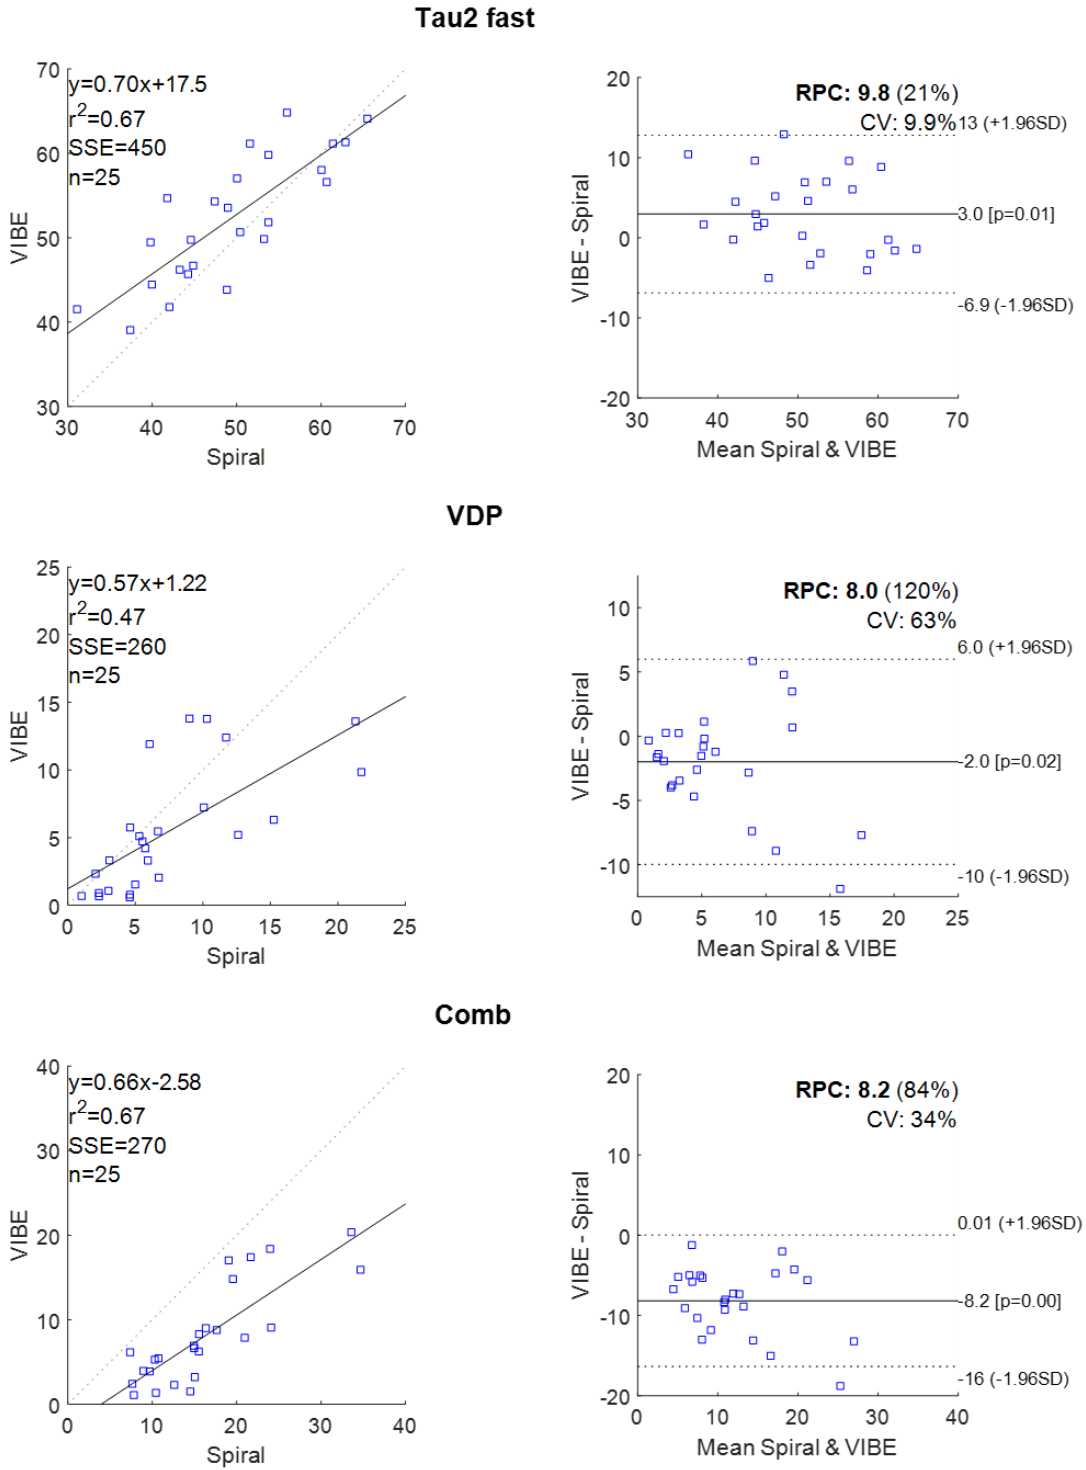 Tau2 fast
y=0.70x+17.5
r2=0.67
SSE=450
n=25
70
60
50
40
30
30 40 50 60 70
VIBE
Spiral
RPC: 9.8 (21%)
CV: 9.9%
13 (+1.96SD)
3.0 [p=0.01]
-6.9 (-1.96SD)
20
10
0
-10
-20
30 40 50 60 70
VIBE - Spiral
Mean Spiral & VIBE
VDP
y=0.57x+1.22
r2=0.47
SSE=260
n=25
25
20
15
10
5
0
0 5 10 15 20 25
VIBE
Spiral
RPC: 8.0 (120%)
CV: 63%
6.0 (+1.96SD)
-2.0 [p=0.02]
-10 (-1.96SD)
10
5
0
-5
-10
0 5 10 15 20 25
VIBE - Spiral
Mean Spiral & VIBE
Comb
y=0.66x-2.58
r2=0.67
SSE=270
n=25
40
30
20
10
0
0 10 20 30 40
VIBE
Spiral
RPC: 8.2 (84%)
CV: 34%
0.01 (+1.96SD)
-8.2 [p=0.00]
-16 (-1.96SD)
20
10
0
-10
-20
0 10 20 30 40
VIBE - Spiral
Mean Spiral & VIBE